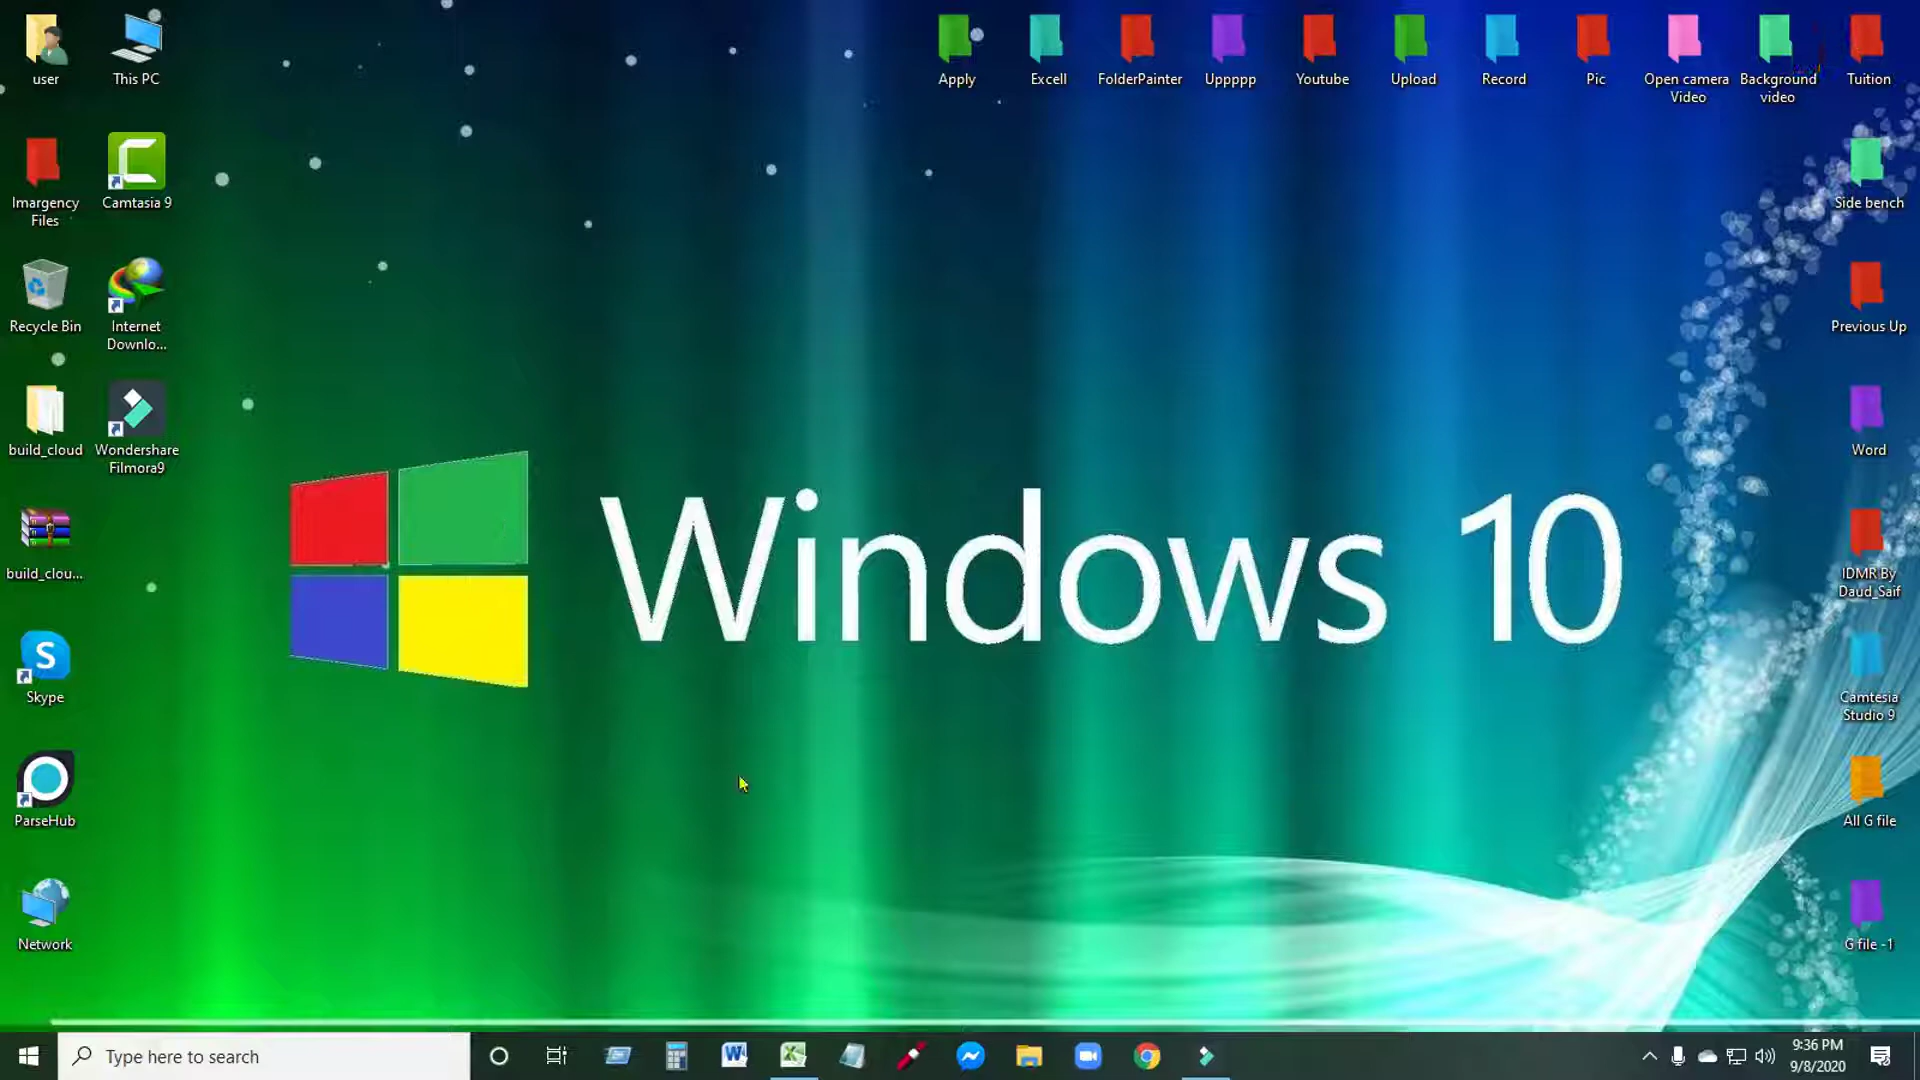 user
This PC
Apply
Excell
FolderPainter
Uppppp
Youtube
Upload
Record
Pic
Open camera
Video
Background
video
Tuition
Imargency
Files
Camtasia 9
Side bench
Recycle Bin
Internet
Downlo...
Previous Up
build_cloud
Wondershare
Filmora9
Word
Windows 10
build_clou...
IDMR By
Daud_Saif
S
Skype
Camtesia
Studio 9
ParseHub
All G file
Network
G file -1
Type here to search
9:36 PM
9/8/2020